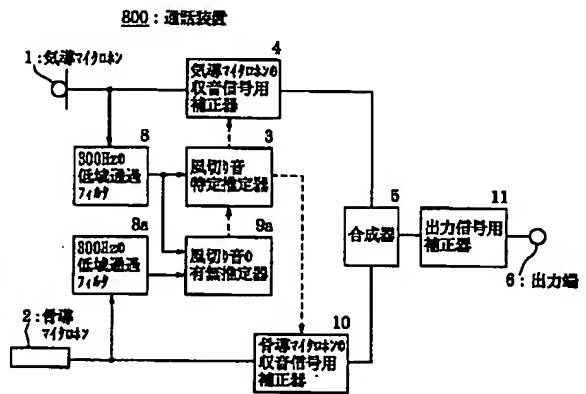 800：通話装置
1：気導マイクロホン
4
気導マイクロホンの
収音信号用
補正器
8
800Hzの
低域通過
フィルタ
3
風切り音
特定推定器
8a
800Hzの
低域通過
フィルタ
9a
風切り音の
有無推定器
5
合成器
11
出力信号用
補正器
6：出力端
2：骨導
マイクロホン
10
骨導マイクロホンの
収音信号用
補正器